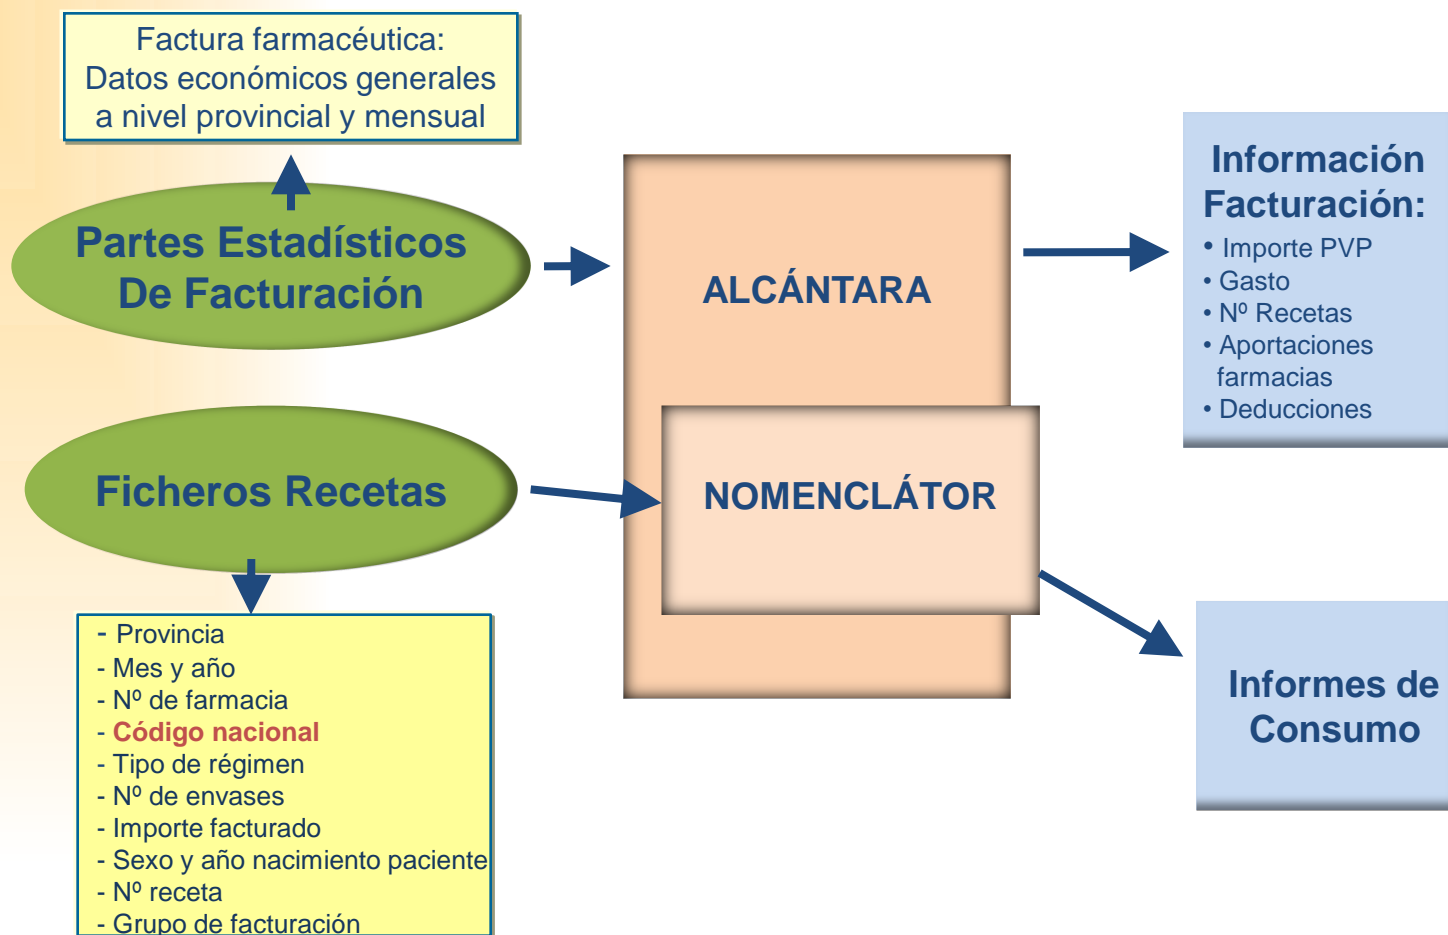 Factura farmacéutica:
Datos económicos generales
a nivel provincial y mensual
Partes Estadísticos
De Facturación
Ficheros Recetas
- Provincia
- Mes y año
- Nº de farmacia
- Código nacional
- Tipo de régimen
- Nº de envases
- Importe facturado
- Sexo y año nacimiento paciente
- Nº receta
- Grupo de facturación
ALCÁNTARA
NOMENCLÁTOR
Información
Facturación:
• Importe PVP
• Gasto
• Nº Recetas
• Aportaciones
farmacias
• Deducciones
Informes de
Consumo